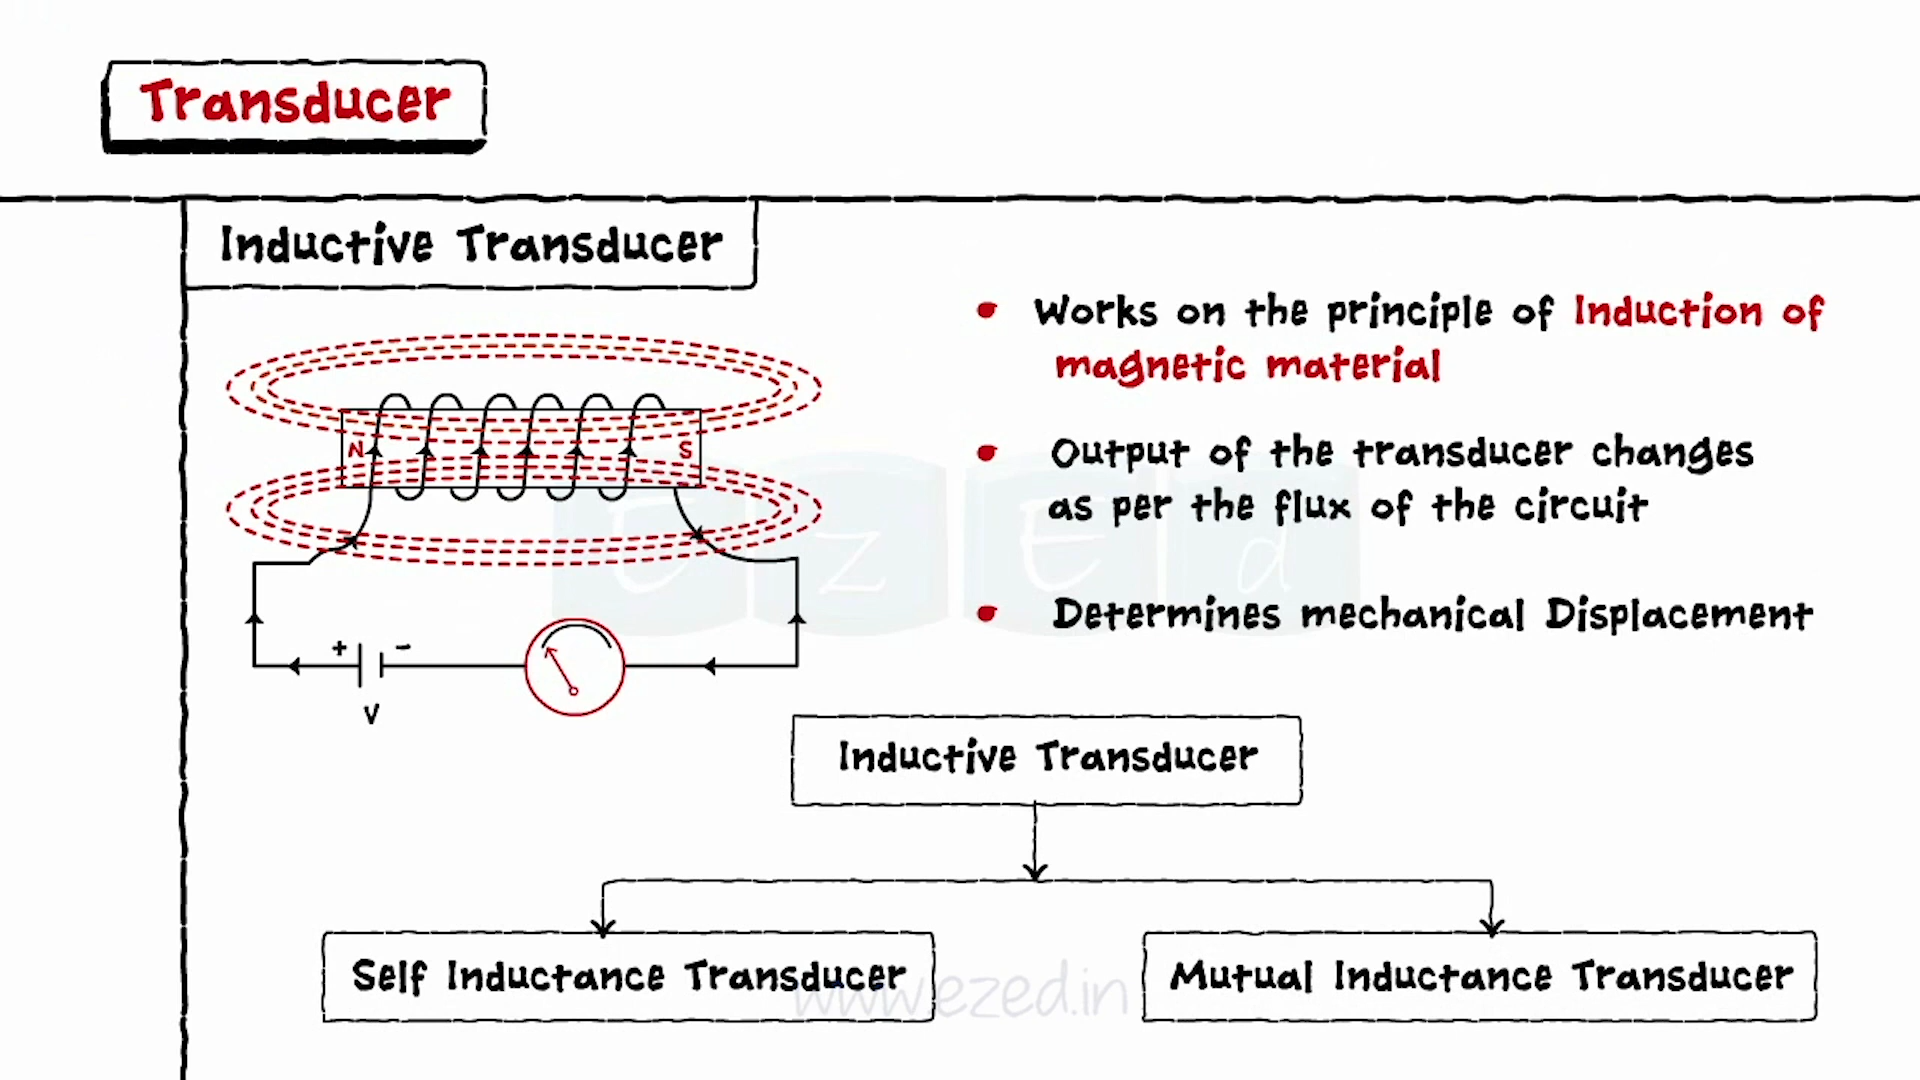 Transducer
Inductive Transducer
• Works on the principle of Induction of
magnetic material
N S
• Output of the transducer changes
as per the flux of the circuit
EzEd
• Determines mechanical Displacement
+ -
V
Inductive Transducer
Self Inductance Transducer
Mutual Inductance Transducer
www.ezed.in